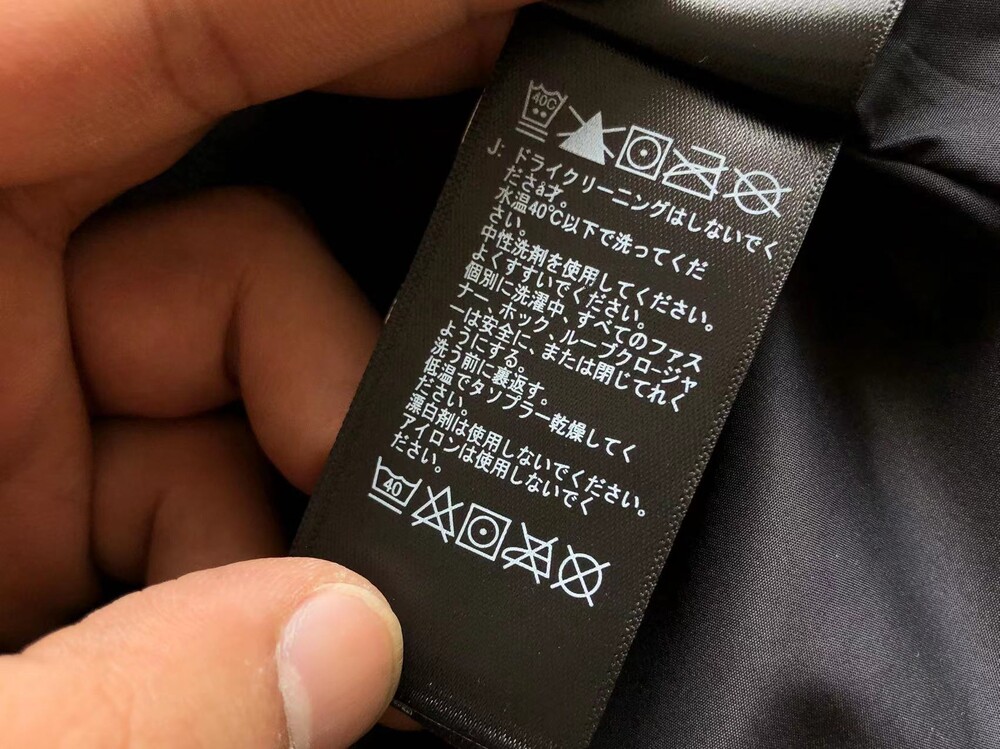 40C
J: ドライクリーニングはしないでく
ださâオ。
水温40℃以下で洗ってくだ
さい。
中性洗剤を使用してください。
よくすすいでください。
個別に洗濯中、すべてのファス
ナー、ホック、ループクロージャ
ーは安全に、または閉じてれく
ようにする。
洗う前に裏返す。
低温でタンブラー乾燥してく
ださい。
漂白剤は使用しないでください。
アイロンは使用しないでく
ださい。
40